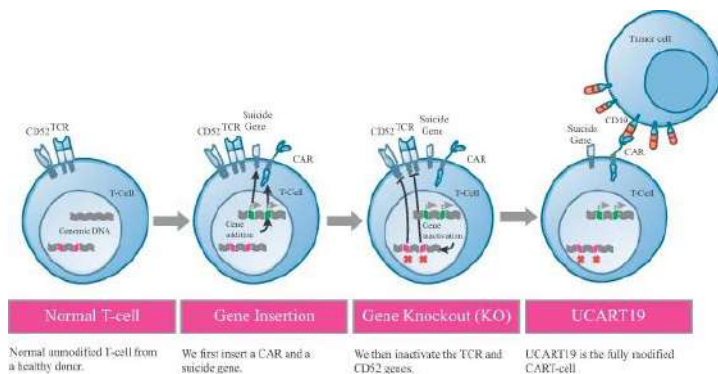 Tumor cell
Suicide
Gene
CD52 TCR
CD52 TCR
Suicide
Gene
CD52 TCR
CD19
Suicide
Gene
CAR
CAR
CAR
T-Cell
T-Cell
T-Cell
T-Cell
Genomic DNA
Gene
addition
Gene
inactivation
Normal T-cell
Gene Insertion
Gene Knockout (KO)
UCART19
Normal unmodified T-cell from
a healthy donor.
We first insert a CAR and a
suicide gene.
We then inactivate the TCR and
CD52 genes.
UCART19 is the fully modified
CART-cell